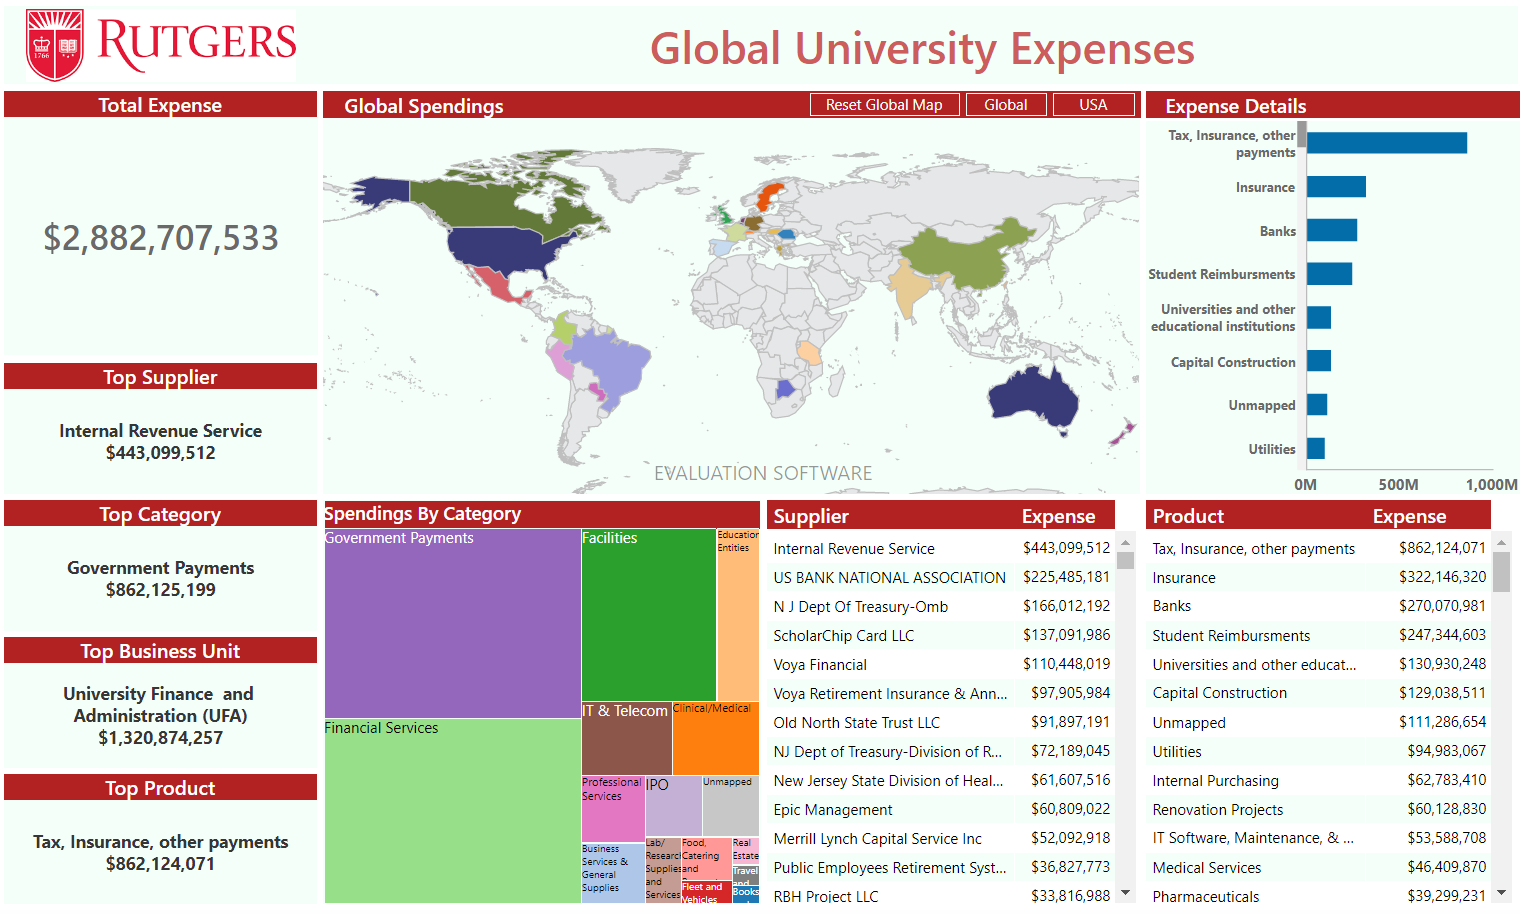 RUTGERS
1766
Global University Expenses
Total Expense
$2,882,707,533
Top Supplier
Internal Revenue Service
$443,099,512
Top Category
Government Payments
$862,125,199
Top Business Unit
University Finance and
Administration (UFA)
$1,320,874,257
Top Product
Tax, Insurance, other payments
$862,124,071
Global Spendings
Reset Global Map
Global
USA
EVALUATION SOFTWARE
Expense Details
Tax, Insurance, other
payments
Insurance
Banks
Student Reimbursments
Universities and other
educational institutions
Capital Construction
Unmapped
Utilities
0M 500M 1,000M
Spendings By Category
Government Payments
Financial Services
Facilities
Education
Entities
IT & Telecom
Clinical/Medical
Professional
Services
IPO
Unmapped
Business
Services &
General
Supplies
Lab/
Research
Supplies
and
Services
Food,
Catering
and
Fleet and
Vehicles
Real
Estate
Travel
and
Books
Supplier Expense
Internal Revenue Service $443,099,512
US BANK NATIONAL ASSOCIATION $225,485,181
N J Dept Of Treasury-Omb $166,012,192
ScholarChip Card LLC $137,091,986
Voya Financial $110,448,019
Voya Retirement Insurance & Ann... $97,905,984
Old North State Trust LLC $91,897,191
NJ Dept of Treasury-Division of R... $72,189,045
New Jersey State Division of Heal... $61,607,516
Epic Management $60,809,022
Merrill Lynch Capital Service Inc $52,092,918
Public Employees Retirement Syst... $36,827,773
RBH Project LLC $33,816,988
Product Expense
Tax, Insurance, other payments $862,124,071
Insurance $322,146,320
Banks $270,070,981
Student Reimbursments $247,344,603
Universities and other educat... $130,930,248
Capital Construction $129,038,511
Unmapped $111,286,654
Utilities $94,983,067
Internal Purchasing $62,783,410
Renovation Projects $60,128,830
IT Software, Maintenance, & ... $53,588,708
Medical Services $46,409,870
Pharmaceuticals $39,299,231